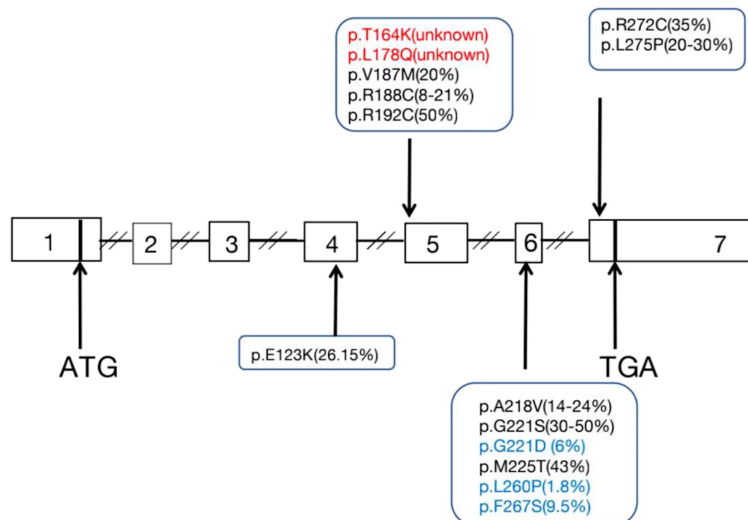 p.T164K(unknown)
p.L178Q(unknown)
p.V187M(20%)
p.R188C(8-21%)
p.R192C(50%)
p.R272C(35%)
p.L275P(20-30%)
1
2
3
4
5
6
7
ATG
p.E123K(26.15%)
TGA
p.A218V(14-24%)
p.G221S(30-50%)
p.G221D (6%)
p.M225T(43%)
p.L260P(1.8%)
p.F267S(9.5%)